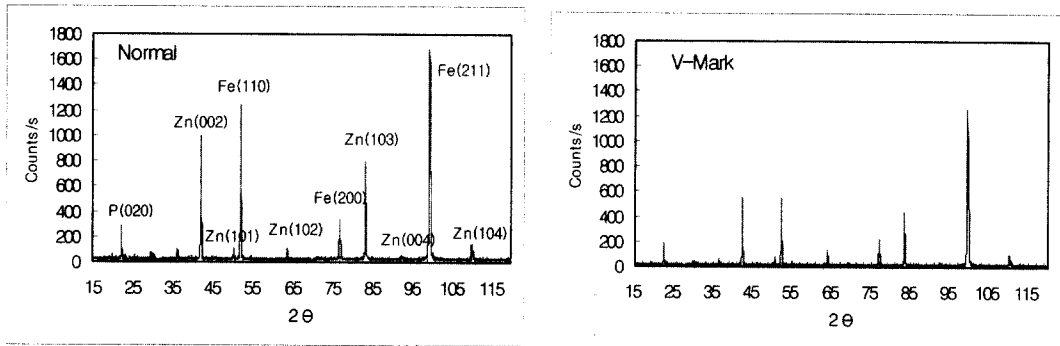 Normal
Counts/s
1800
1600
1400
1200
1000
800
600
400
200
0
P(020)
Zn(002)
Fe(110)
Zn(101)
Zn(102)
Fe(200)
Zn(103)
Zn(004)
Fe(211)
Zn(104)
15 25 35 45 55 65 75 85 95 105 115
2Θ
V-Mark
Counts/s
1800
1600
1400
1200
1000
800
600
400
200
0
15 25 35 45 55 65 75 85 95 105 115
2Θ